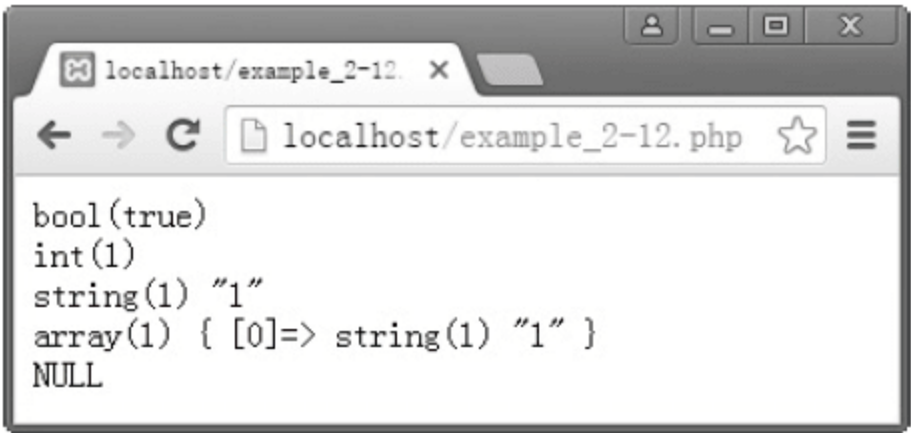 localhost/example_2-12.
localhost/example_2-12.php
bool(true)
int(1)
string(1) "1"
array(1) { [0]=> string(1) "1" }
NULL